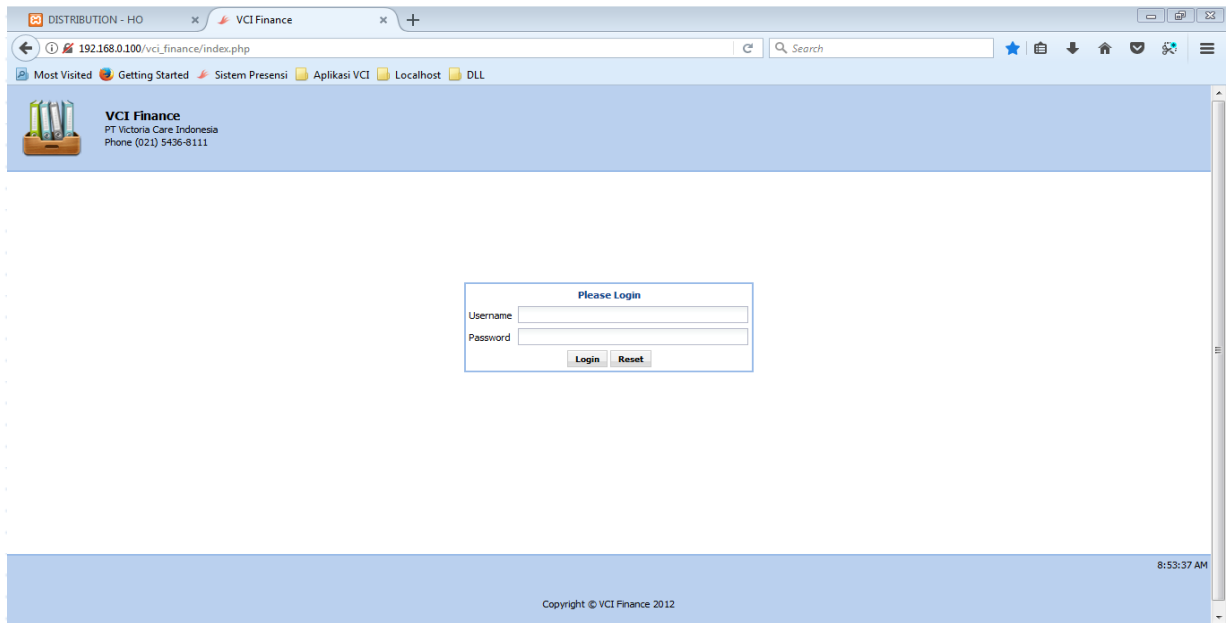 DISTRIBUTION - HO
VCI Finance
192.168.0.100/vci_finance/index.php
Search
Most Visited Getting Started Sistem Presensi Aplikasi VCI Localhost DLL
VCI Finance
PT Victoria Care Indonesia
Phone (021) 5436-8111
Please Login
Username
Password
Login Reset
8:53:37 AM
Copyright © VCI Finance 2012